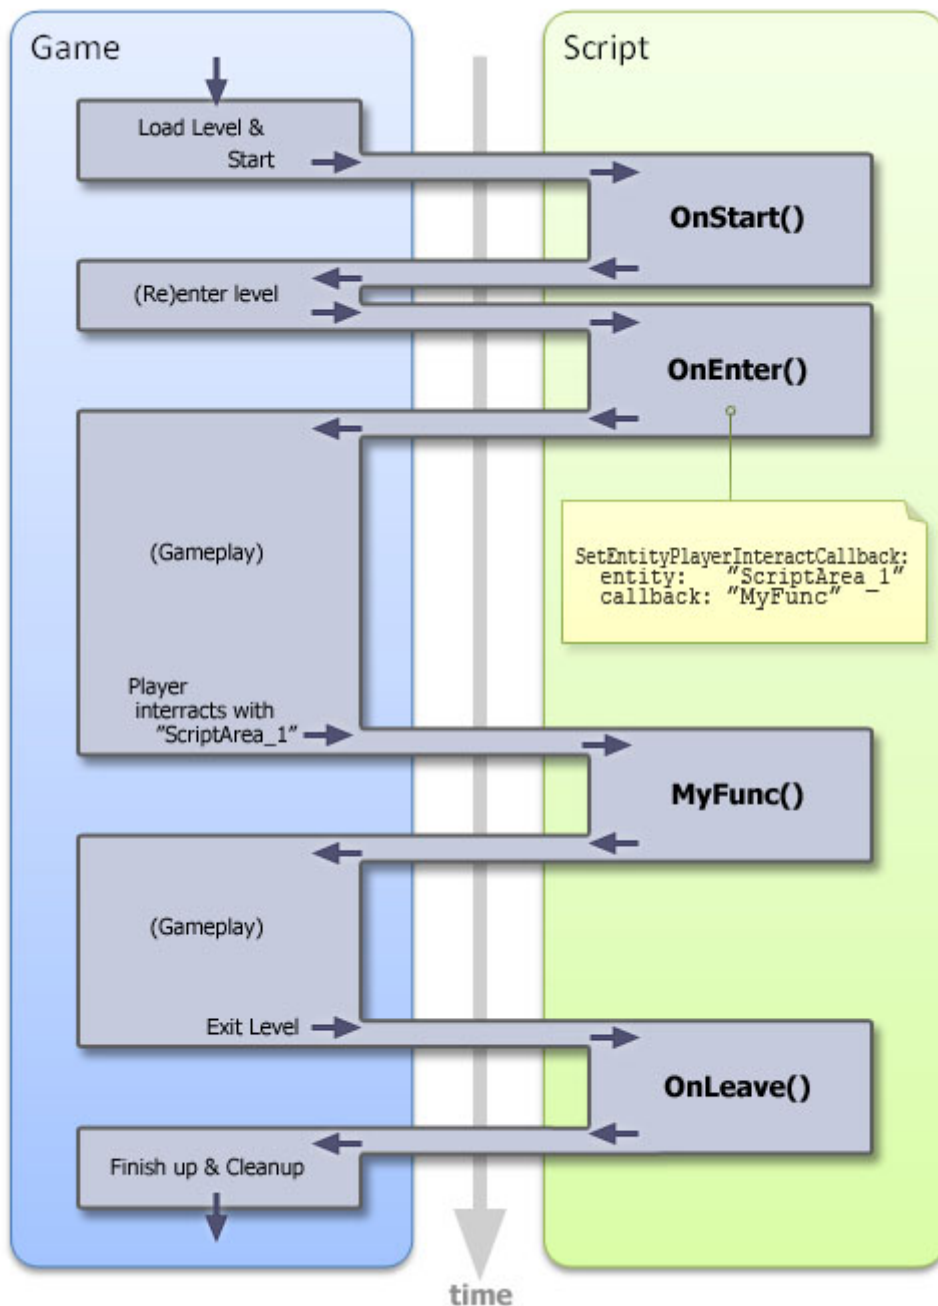 Game
Script
Load Level &
Start
OnStart()
(Re)enter level
OnEnter()
(Gameplay)
SetEntityPlayerInteractCallback:
entity: "ScriptArea_1"
callback: "MyFunc"
Player
interracts with
"ScriptArea_1"
MyFunc()
(Gameplay)
Exit Level
OnLeave()
Finish up & Cleanup
time